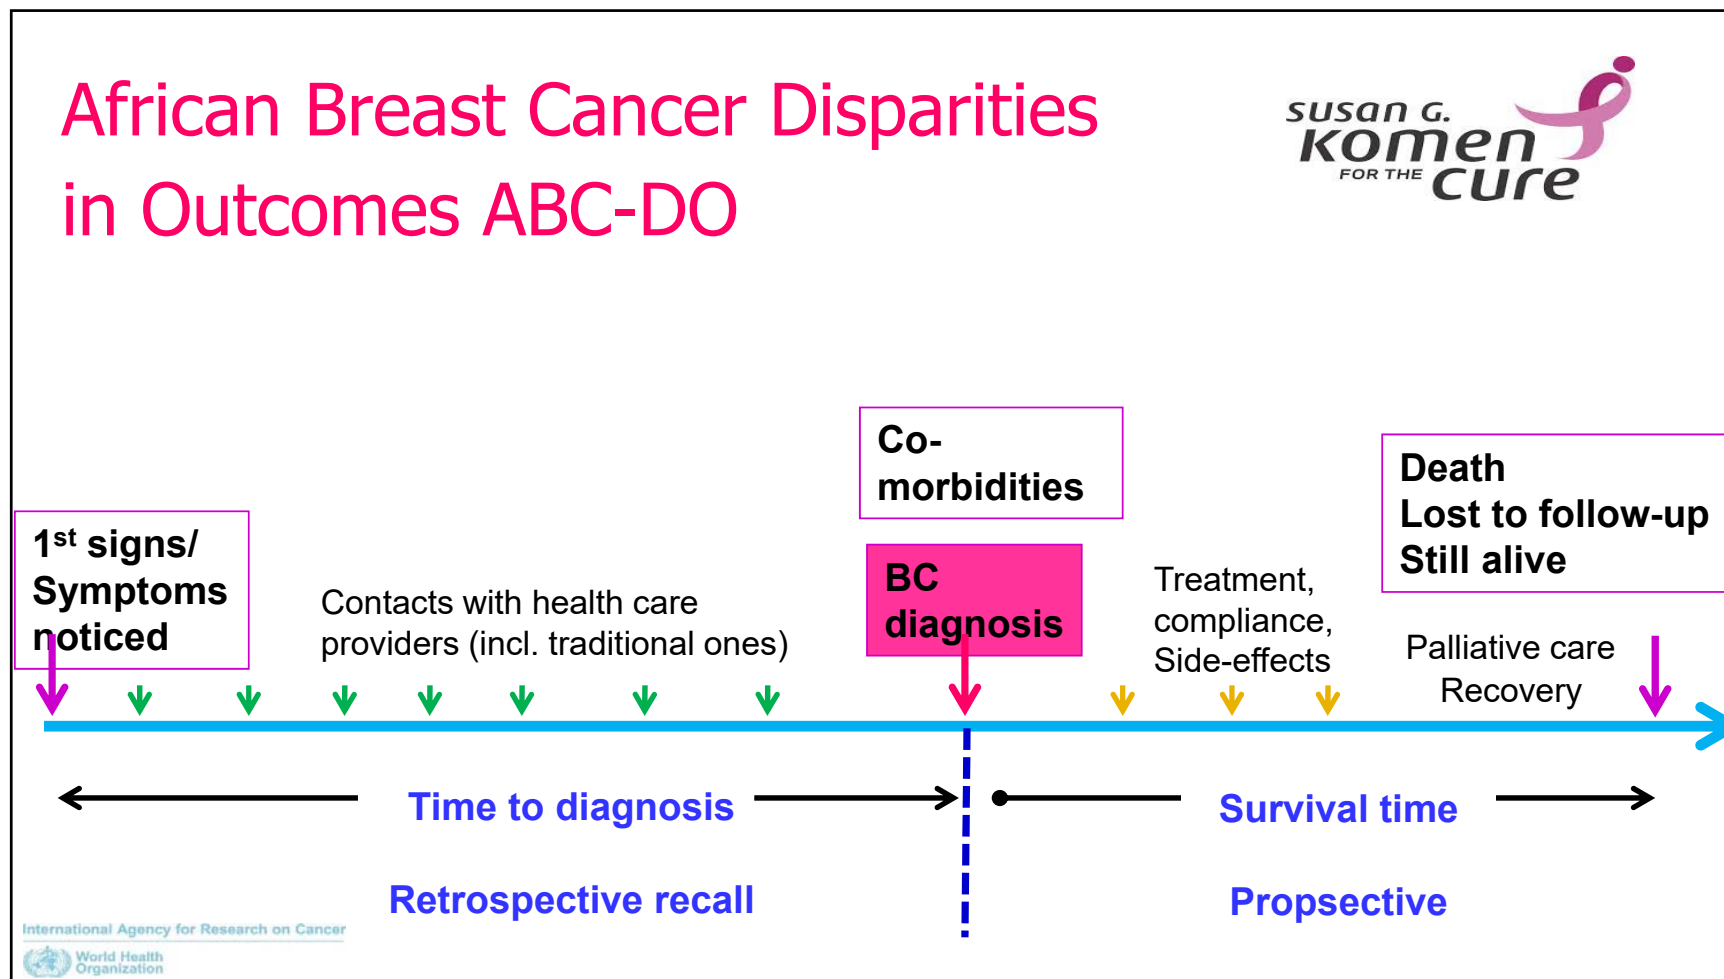 African Breast Cancer Disparities
in Outcomes ABC-DO
susan G.
Komen
FOR THE cure
Co-
morbidities
Death
Lost to follow-up
Still alive
1st signs/
Symptoms
noticed
Contacts with health care
providers (incl. traditional ones)
BC
diagnosis
Treatment,
compliance,
Side-effects
Palliative care
Recovery
Time to diagnosis
Survival time
Retrospective recall
Propsective
International Agency for Research on Cancer
World Health
Organization